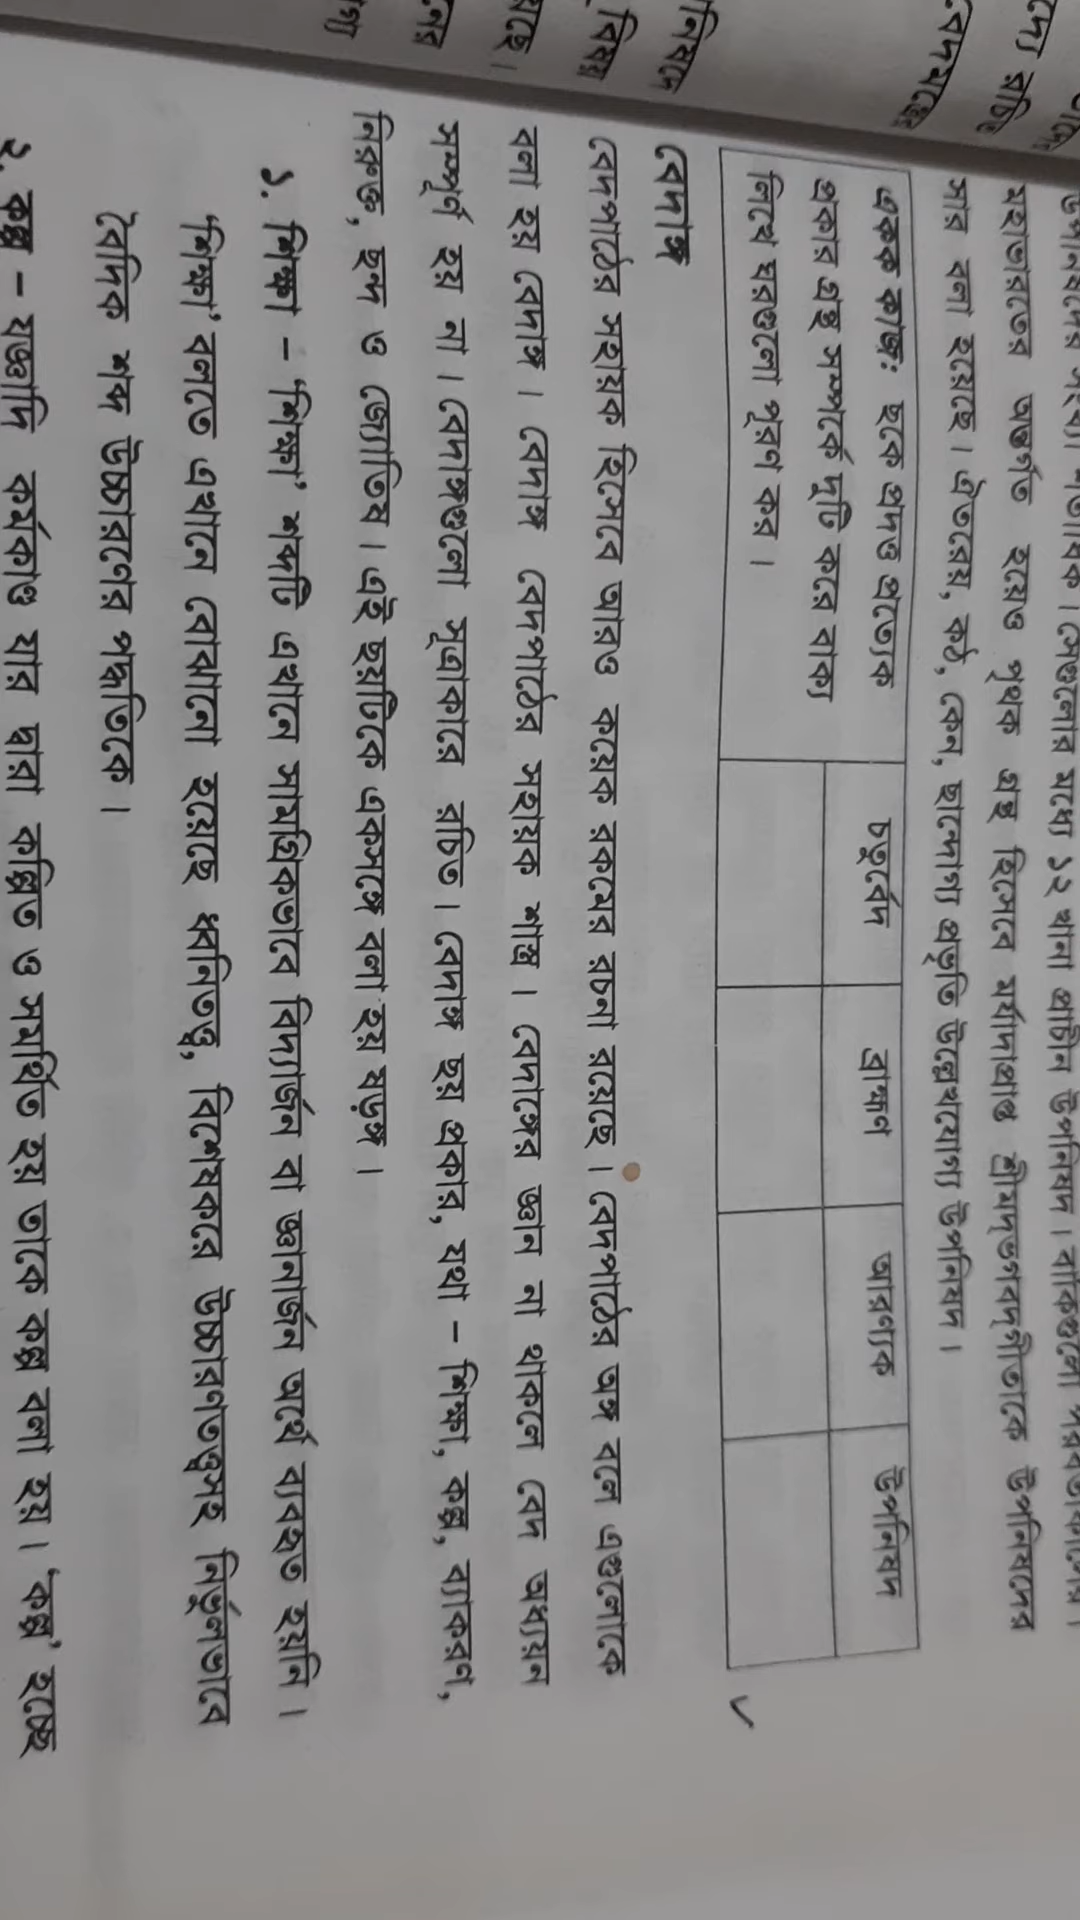 উপনিষদের সংখ্যা শতাধিক। সেগুলোর মধ্যে ১২ খানা প্রাচীন উপনিষদ। বাকিগুলো পরবর্তীকালের।
মহাভারতের অন্তর্গত হয়েও পৃথক গ্রন্থ হিসেবে মর্যাদাপ্রাপ্ত শ্রীমদ্‌ভগবদ্‌গীতাকে উপনিষদের
সার বলা হয়েছে। ঐতরেয়, কঠ, কেন, ছান্দোগ্য প্রভৃতি উল্লেখযোগ্য উপনিষদ।
একক কাজ: ছকে প্রদত্ত প্রত্যেক
প্রকার গ্রন্থ সম্পর্কে দুটি করে বাক্য
লিখে ঘরগুলো পূরণ কর।
চতুর্বেদ
ব্রাহ্মণ
আরণ্যক
উপনিষদ
বেদাঙ্গ
বেদপাঠের সহায়ক হিসেবে আরও কয়েক রকমের রচনা রয়েছে। বেদপাঠের অঙ্গ বলে এগুলোকে
বলা হয় বেদাঙ্গ। বেদাঙ্গ বেদপাঠের সহায়ক শাস্ত্র। বেদাঙ্গের জ্ঞান না থাকলে বেদ অধ্যয়ন
সম্পূর্ণ হয় না। বেদাঙ্গগুলো সূত্রাকারে রচিত। বেদাঙ্গ ছয় প্রকার, যথা – শিক্ষা, কল্প, ব্যাকরণ,
নিরুক্ত, ছন্দ ও জ্যোতিষ। এই ছয়টিকে একসঙ্গে বলা হয় ষড়ঙ্গ।
১. শিক্ষা – 'শিক্ষা' শব্দটি এখানে সামগ্রিকভাবে বিদ্যার্জন বা জ্ঞানার্জন অর্থে ব্যবহৃত হয়নি।
'শিক্ষা' বলতে এখানে বোঝানো হয়েছে ধ্বনিতত্ত্ব, বিশেষকরে উচ্চারণতত্ত্বসহ নির্ভুলভাবে
বৈদিক শব্দ উচ্চারণের পদ্ধতিকে।
২. কল্প – যজ্ঞাদি কর্মকাণ্ড যার দ্বারা কল্পিত ও সমর্থিত হয় তাকে কল্প বলা হয়। 'কল্প' হচ্ছে